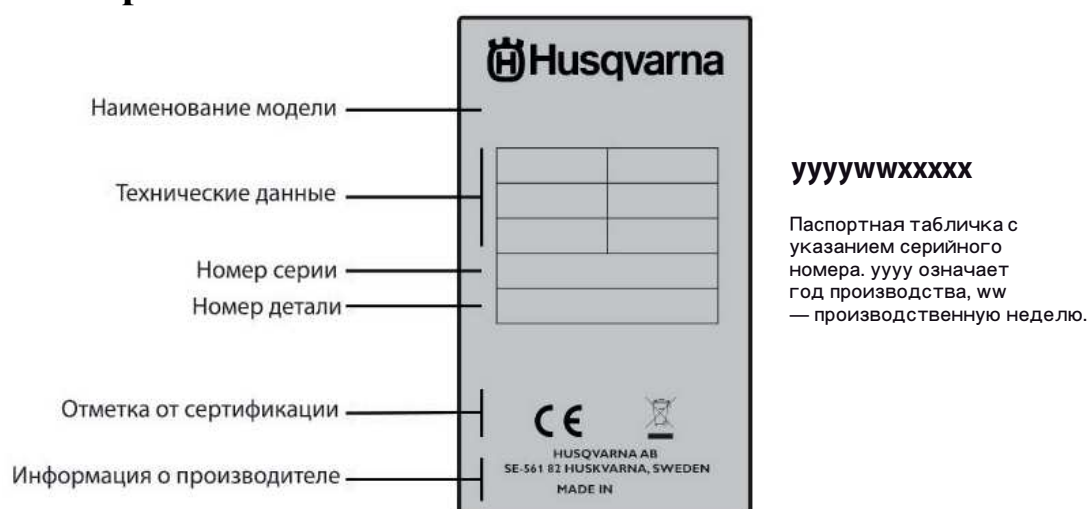 Husqvarna
Наименование модели
Технические данные
Номер серии
Номер детали
Отметка от сертификации
Информация о производителе
CE
HUSQVARNA AB
SE-561 82 HUSKVARNA, SWEDEN
MADE IN
yyyywwxxxxx
Паспортная табличка с
указанием серийного
номера. yyyy означает
год производства, ww
— производственную неделю.